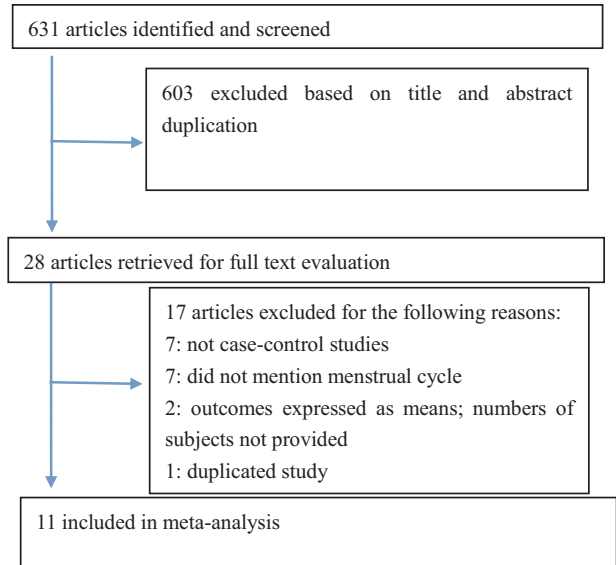 631 articles identified and screened
603 excluded based on title and abstract
duplication
28 articles retrieved for full text evaluation
17 articles excluded for the following reasons:
7: not case-control studies
7: did not mention menstrual cycle
2: outcomes expressed as means; numbers of
subjects not provided
1: duplicated study
11 included in meta-analysis